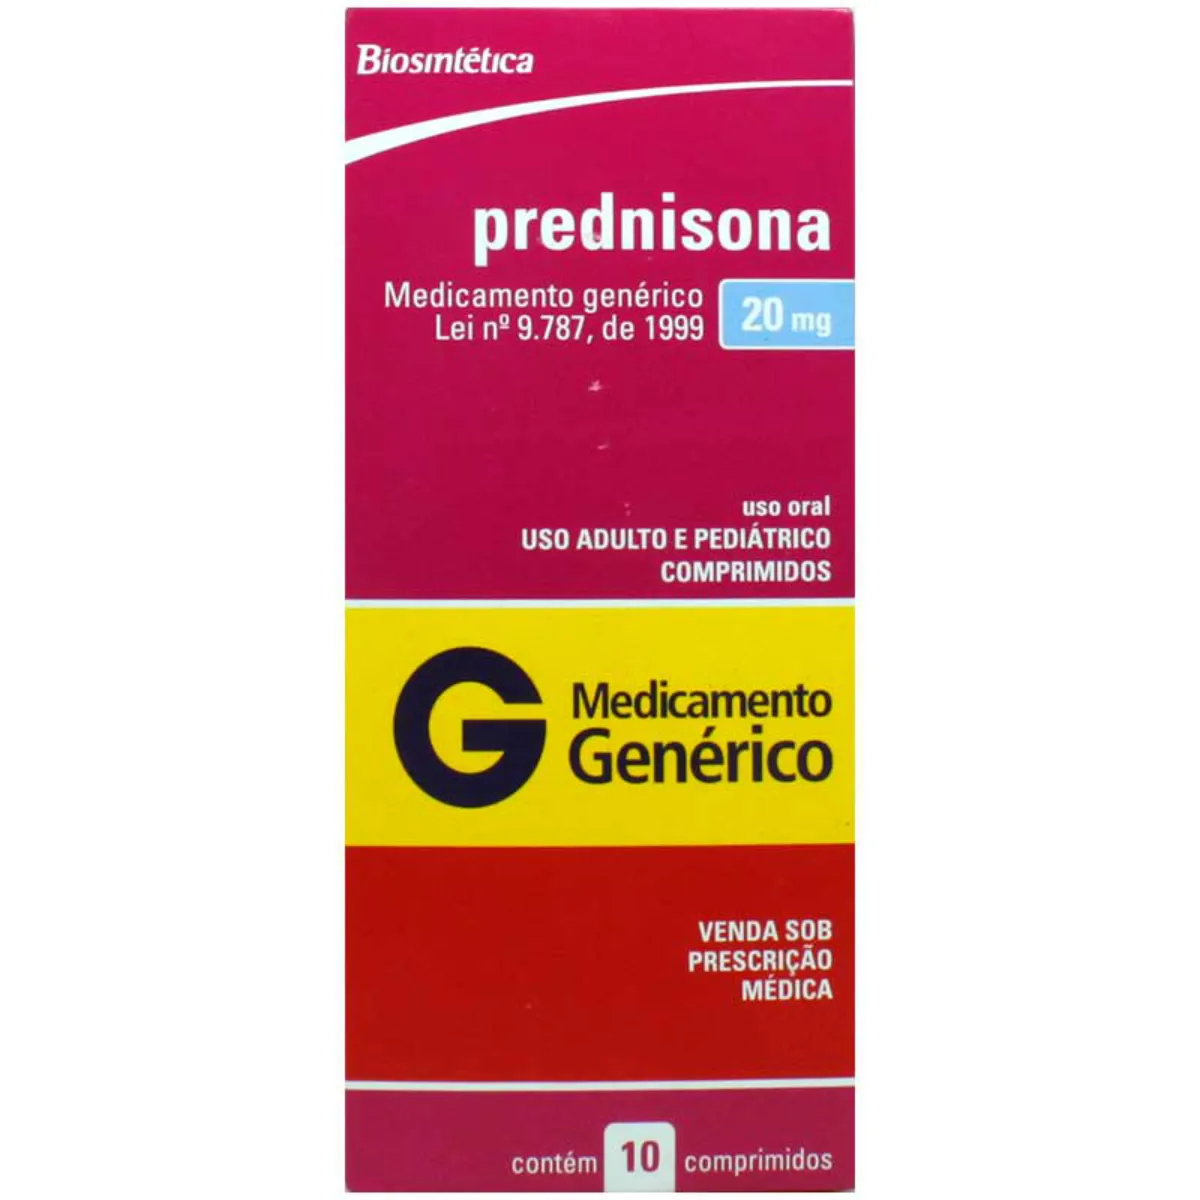 Biosintética
prednisona
Medicamento genérico
Lei nº 9.787, de 1999
20 mg
uso oral
USO ADULTO E PEDIÁTRICO
COMPRIMIDOS
G Medicamento
Genérico
VENDA SOB
PRESCRIÇÃO
MÉDICA
contém 10 comprimidos